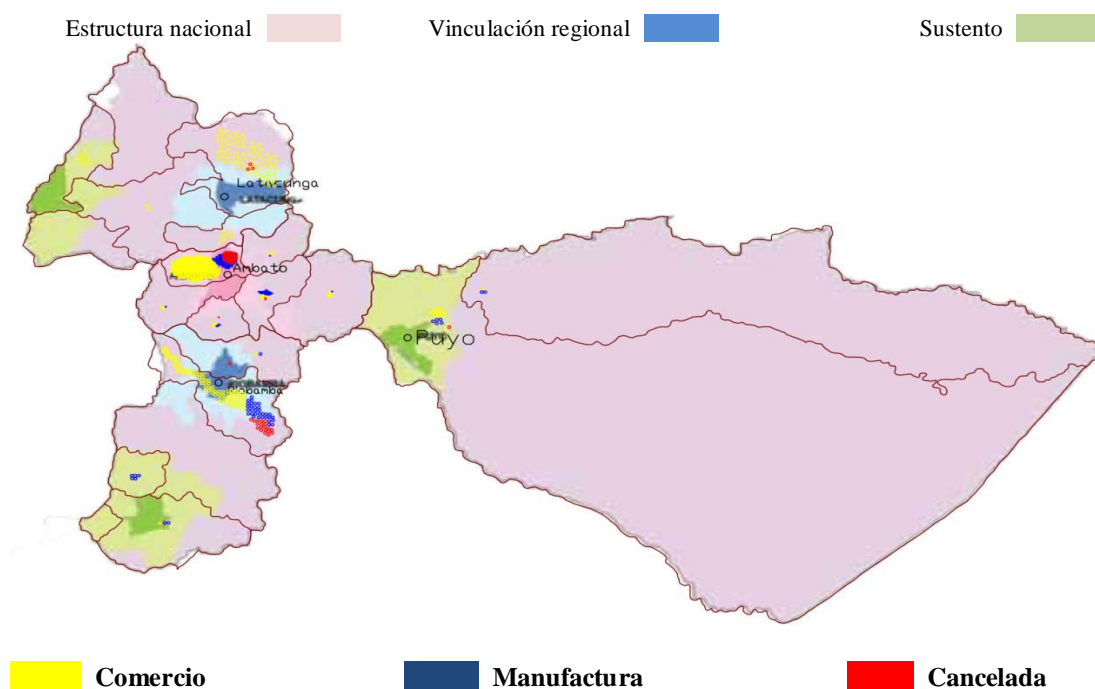 Estructura nacional
Vinculación regional
Sustento
Latacunga
Ambato
Puyo
Riobamba
Comercio
Manufactura
Cancelada